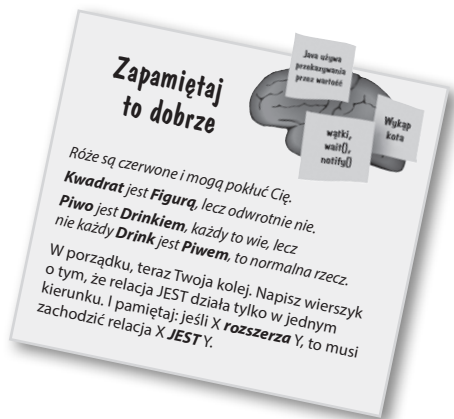 Zapamiętaj
to dobrze
Java używa
przekazywania
przez wartość
Wykąp
kota
wątki,
wait(),
notify()
Róże są czerwone i mogą pokłuć Cię.
Kwadrat jest Figurą, lecz odwrotnie nie.
Piwo jest Drinkiem, każdy to wie, lecz
nie każdy Drink jest Piwem, to normalna rzecz.
W porządku, teraz Twoja kolej. Napisz wierszyk
o tym, że relacja JEST działa tylko w jednym
kierunku. I pamiętaj: jeśli X rozszerza Y, to musi
zachodzić relacja X JEST Y.